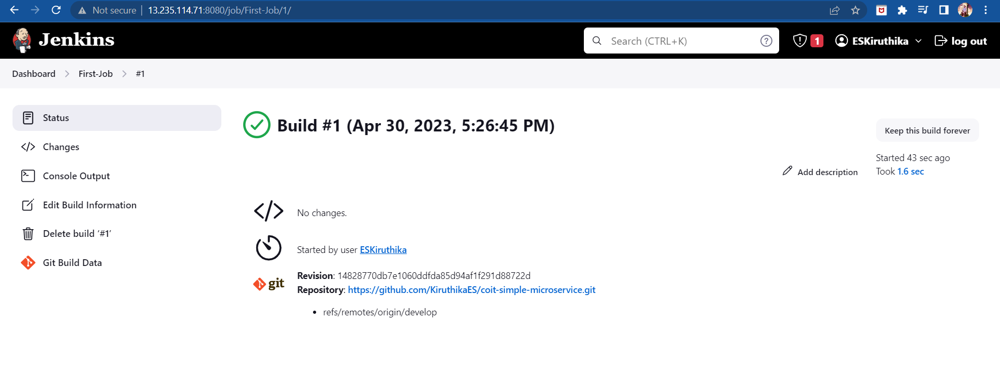 Not secure | 13.235.114.71:8080/job/First-Job/1/
Jenkins
Search (CTRL+K)
?
1
ESKiruthika
log out
Dashboard > First-Job > #1
Status
Changes
Console Output
Edit Build Information
Delete build ‘#1’
Git Build Data
Build #1 (Apr 30, 2023, 5:26:45 PM)
Keep this build forever
Started 43 sec ago
Took 1.6 sec
Add description
No changes.
Started by user ESKiruthika
git
Revision: 14828770db7e1060ddfda85d94af1f291d88722d
Repository: https://github.com/KiruthikaES/coit-simple-microservice.git
• refs/remotes/origin/develop